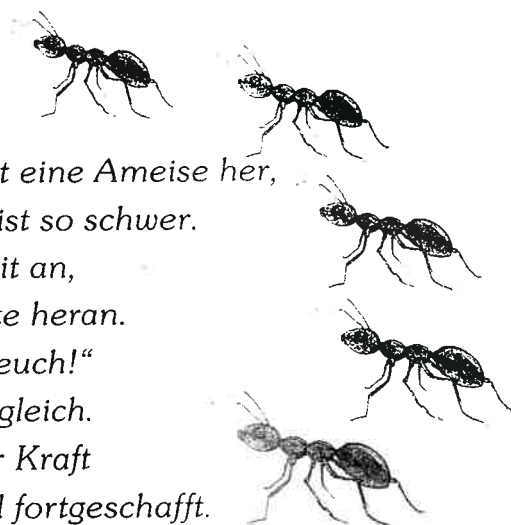 t eine Ameise her,
ist so schwer.
it an,
te heran.
euch!“
gleich.
r Kraft
d fortgeschafft.